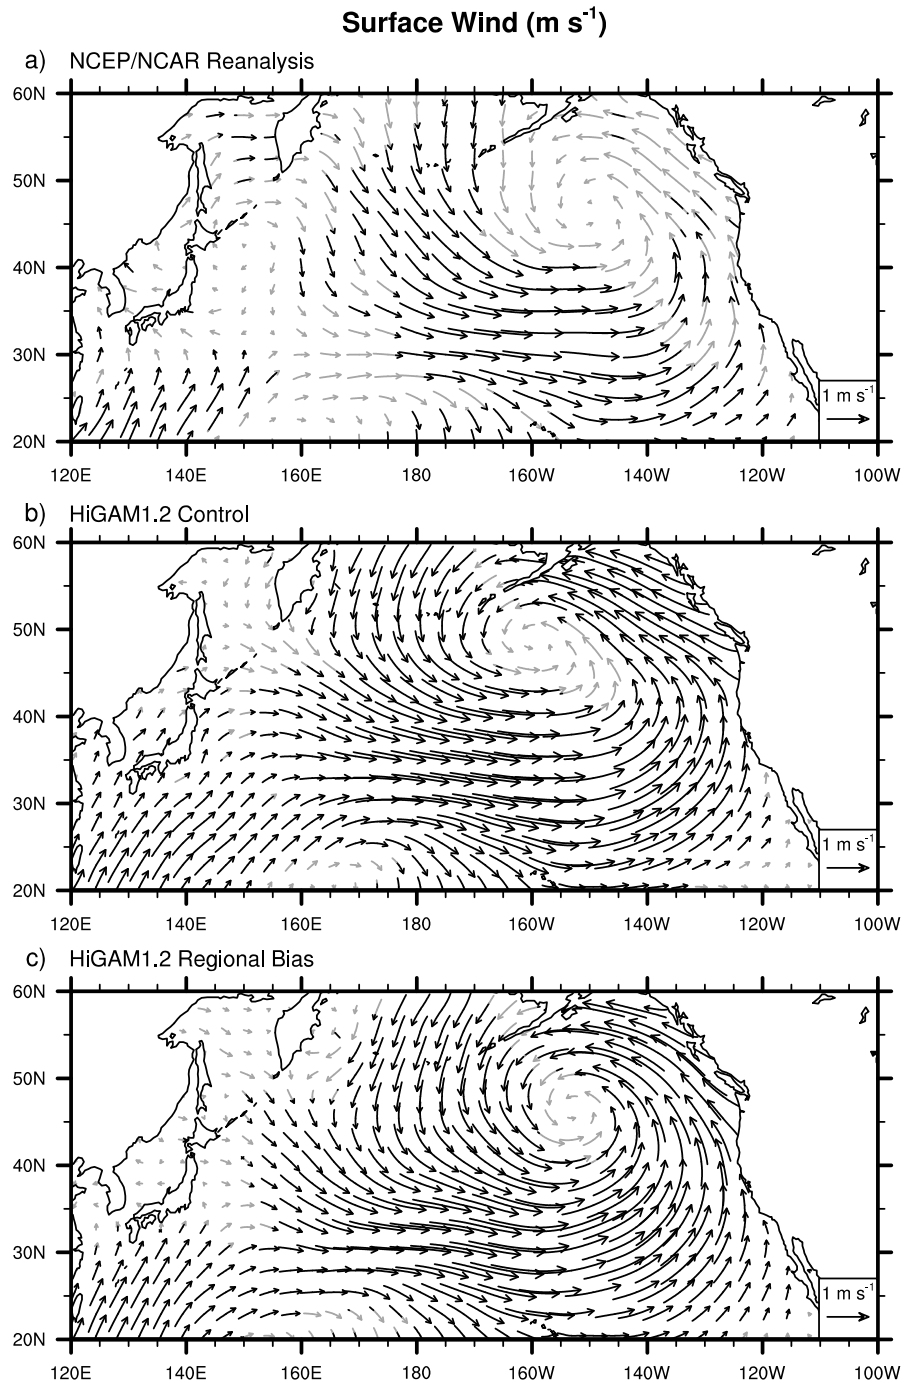 Surface Wind (m s⁻¹)
a) NCEP/NCAR Reanalysis
60N
50N
40N
30N
20N
1 m s⁻¹
120E 140E 160E 180 160W 140W 120W 100W
b) HiGAM1.2 Control
60N
50N
40N
30N
20N
1 m s⁻¹
120E 140E 160E 180 160W 140W 120W 100W
c) HiGAM1.2 Regional Bias
60N
50N
40N
30N
20N
1 m s⁻¹
120E 140E 160E 180 160W 140W 120W 100W